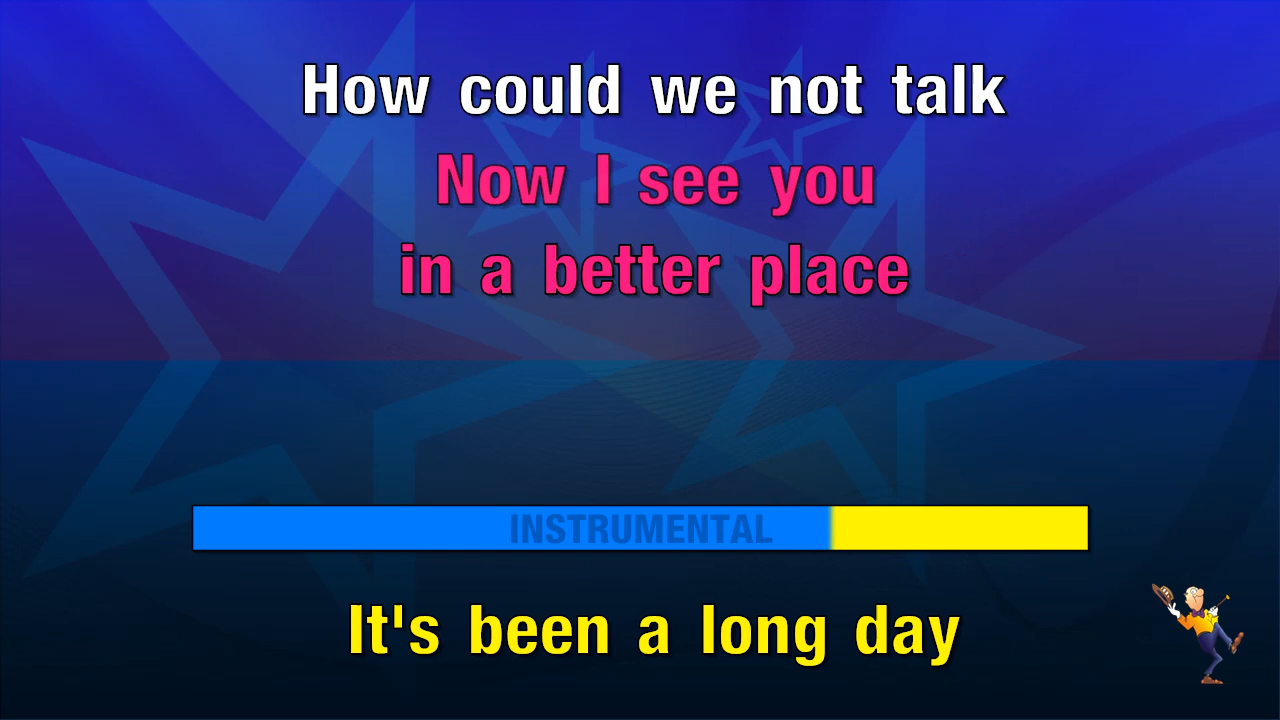 How could we not talk
Now I see you
in a better place
INSTRUMENTAL
It's been a long day